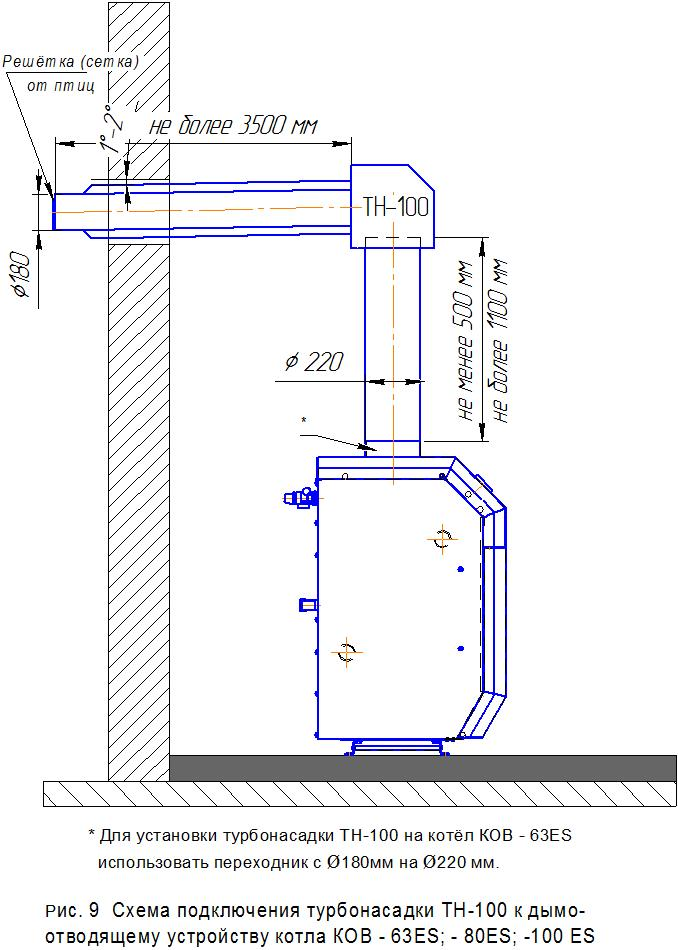 Решётка (сетка)
от птиц
1°-2°
не более 3500 мм
ТН-100
ϕ180
не менее 500 мм
не более 1100 мм
ϕ 220
*
* Для установки турбонасадки ТН-100 на котёл КОВ - 63ES
использовать переходник с Ø180мм на Ø220 мм.
Рис. 9 Схема подключения турбонасадки ТН-100 к дымо-
отводящему устройству котла КОВ - 63ES; - 80ES; -100 ES